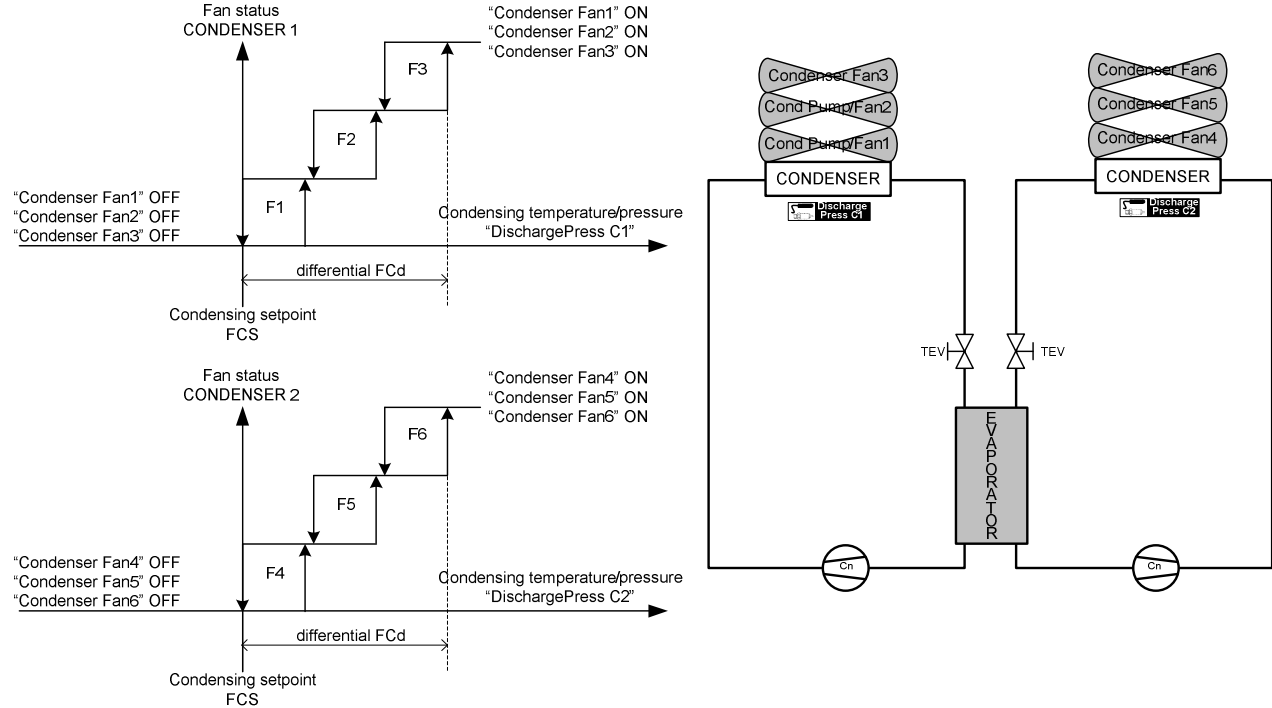 Fan status
CONDENSER 1
“Condenser Fan1” ON
“Condenser Fan2” ON
“Condenser Fan3” ON
F3
F2
F1
“Condenser Fan1” OFF
“Condenser Fan2” OFF
“Condenser Fan3” OFF
Condensing temperature/pressure
“DischargePress C1”
differential FCd
Condensing setpoint
FCS
Fan status
CONDENSER 2
“Condenser Fan4” ON
“Condenser Fan5” ON
“Condenser Fan6” ON
F6
F5
F4
“Condenser Fan4” OFF
“Condenser Fan5” OFF
“Condenser Fan6” OFF
Condensing temperature/pressure
“DischargePress C2”
differential FCd
Condensing setpoint
FCS
Condenser Fan3
Cond Pump/Fan2
Cond Pump/Fan1
CONDENSER
Discharge
Press C1
Condenser Fan6
Condenser Fan5
Condenser Fan4
CONDENSER
Discharge
Press C2
TEV
TEV
EVAPORATOR
Cn
Cn